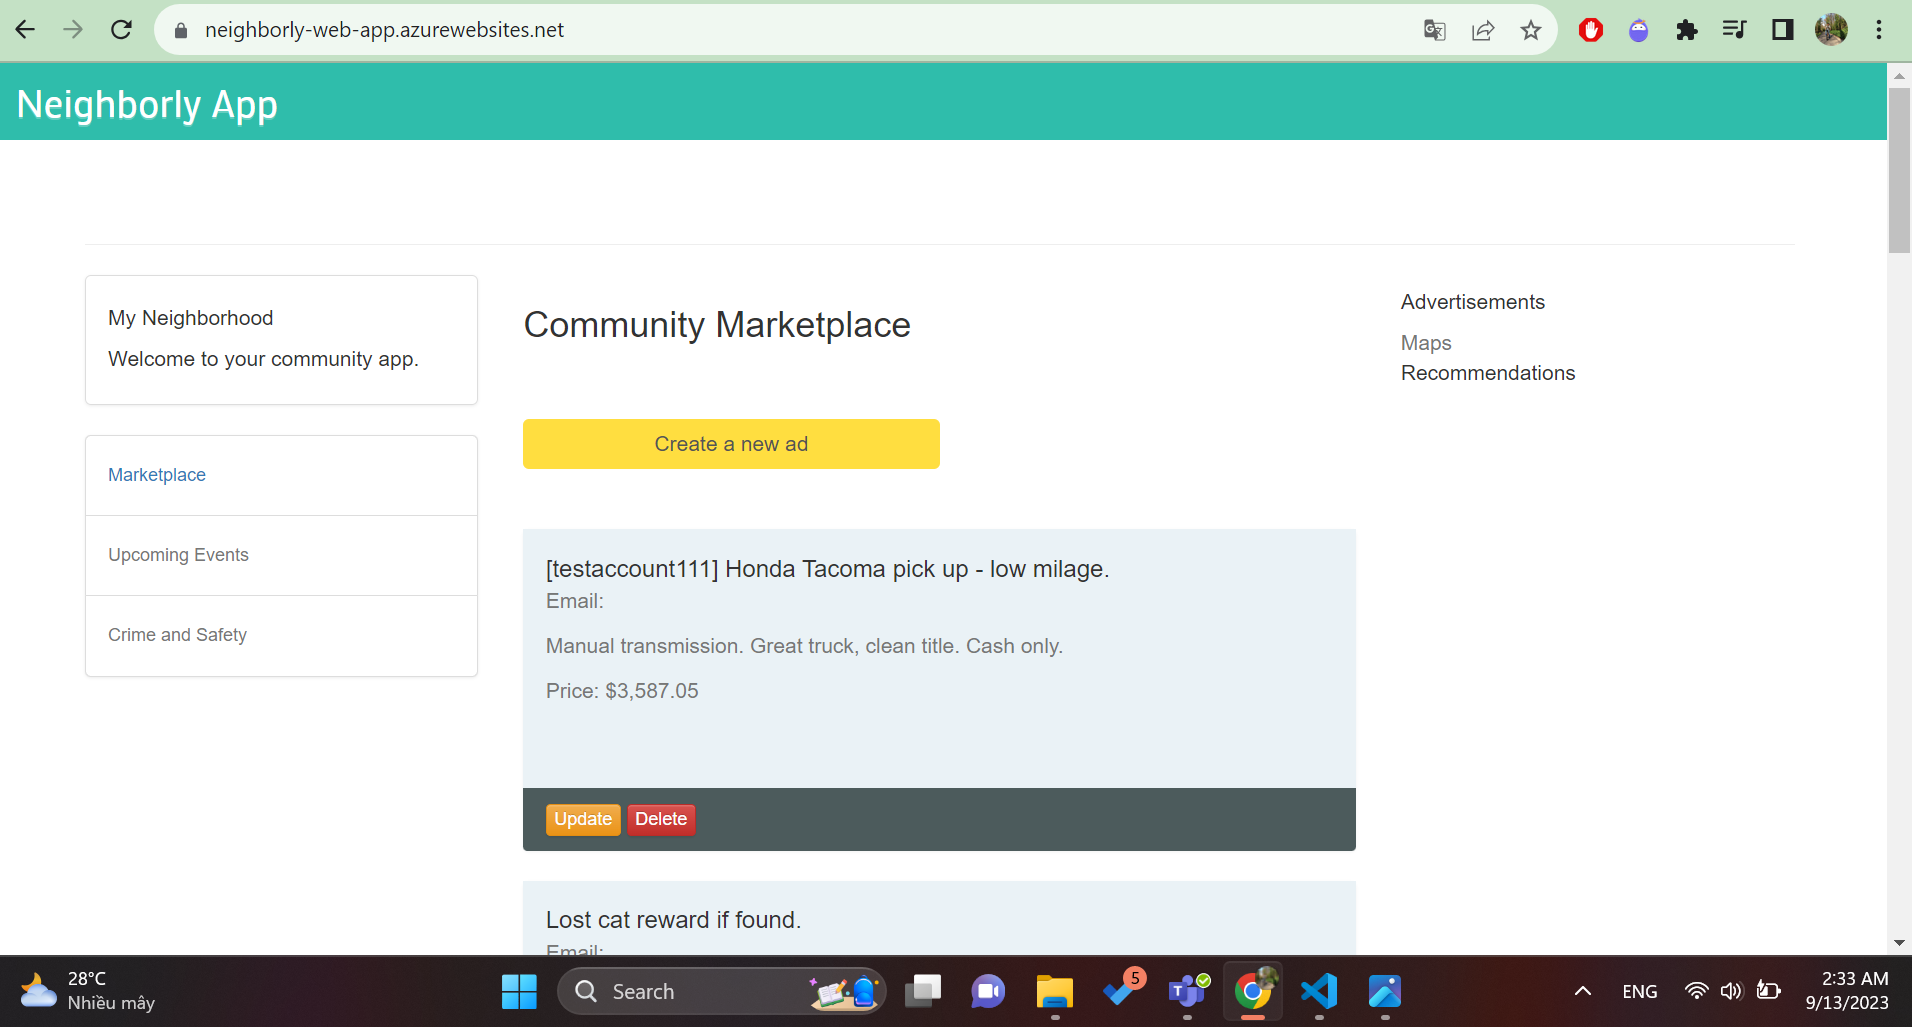 neighborly-web-app.azurewebsites.net
Neighborly App
My Neighborhood
Welcome to your community app.
Marketplace
Upcoming Events
Crime and Safety
Community Marketplace
Create a new ad
[testaccount111] Honda Tacoma pick up - low milage.
Email:
Manual transmission. Great truck, clean title. Cash only.
Price: $3,587.05
Update Delete
Lost cat reward if found.
Email:
Advertisements
Maps
Recommendations
28°C
Nhiều mây
Search
5
T
ENG
2:33 AM
9/13/2023